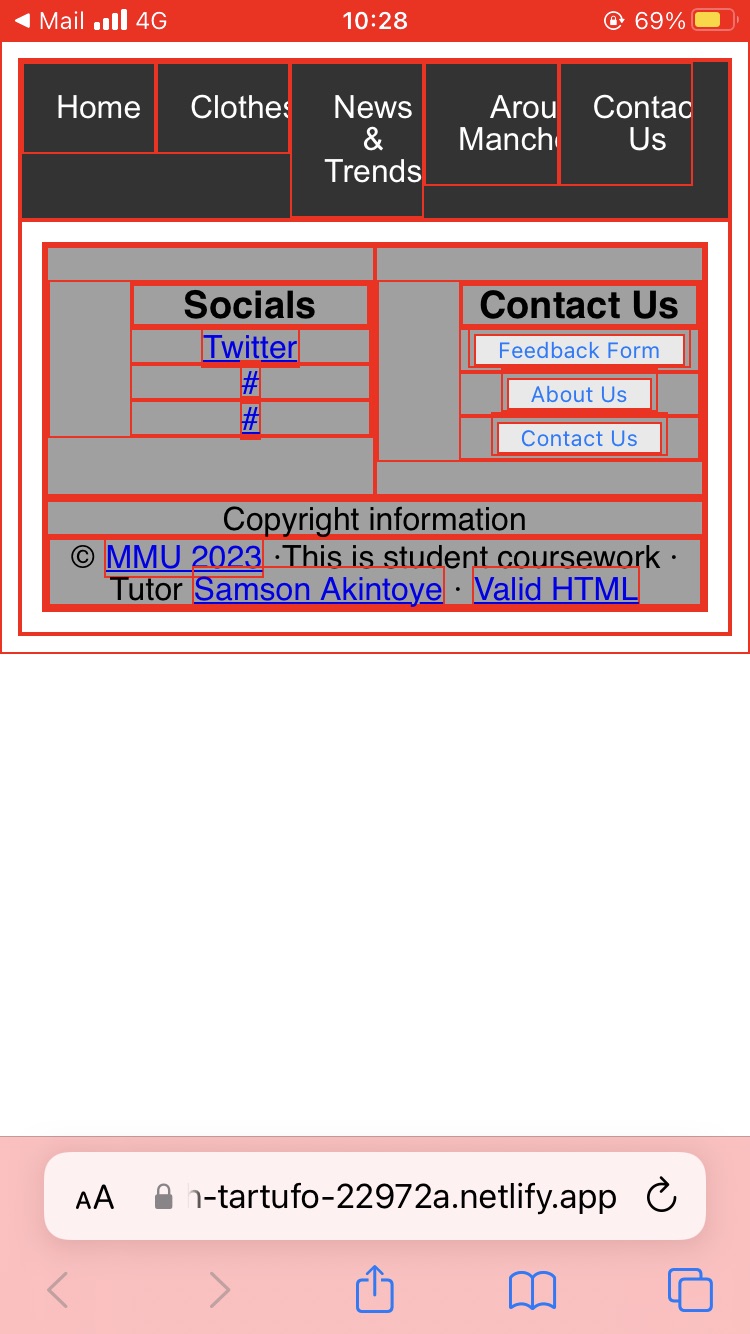 Mail 4G 10:28 69%
Home Clothes News Arou Contac
& Manch Us
Trends
Socials Contact Us
Twitter Feedback Form
# About Us
# Contact Us
Copyright information
© MMU 2023 ·This is student coursework ·
Tutor Samson Akintoye · Valid HTML
AA -tartufo-22972a.netlify.app